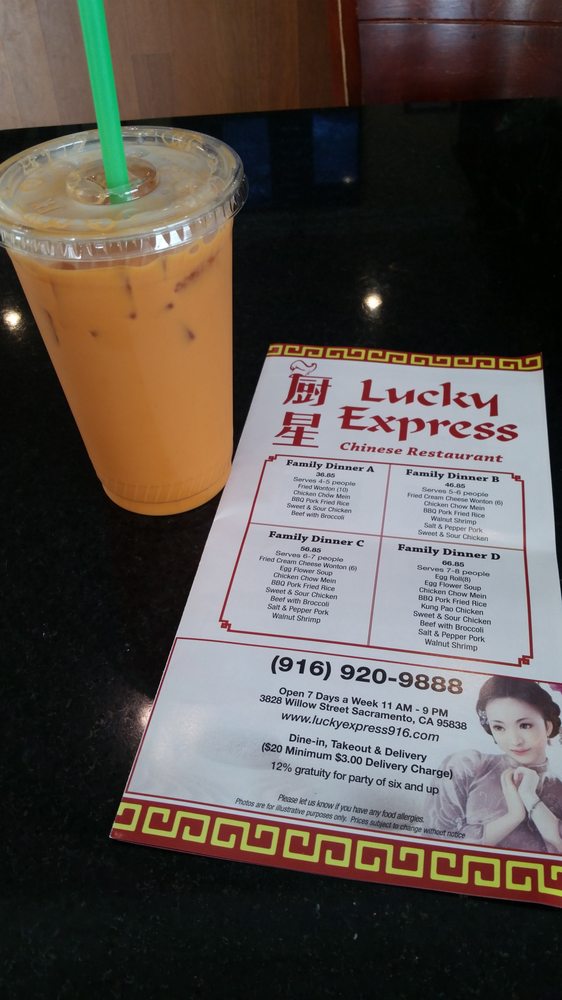 厨
星
Lucky
Express
Chinese Restaurant
Family Dinner A
36.85
Serves 4-5 people
Fried Wonton (10)
Chicken Chow Mein
BBQ Pork Fried Rice
Sweet & Sour Chicken
Beef with Broccoli
Family Dinner B
46.85
Serves 5-6 people
Fried Cream Cheese Wonton (6)
Chicken Chow Mein
BBQ Pork Fried Rice
Walnut Shrimp
Salt & Pepper Pork
Sweet & Sour Chicken
Family Dinner C
56.85
Serves 6-7 people
Fried Cream Cheese Wonton (6)
Egg Flower Soup
Chicken Chow Mein
BBQ Pork Fried Rice
Sweet & Sour Chicken
Beef with Broccoli
Salt & Pepper Pork
Walnut Shrimp
Family Dinner D
66.85
Serves 7-8 people
Egg Roll(8)
Egg Flower Soup
Chicken Chow Mein
BBQ Pork Fried Rice
Kung Pao Chicken
Sweet & Sour Chicken
Beef with Broccoli
Salt & Pepper Pork
Walnut Shrimp
(916) 920-9888
Open 7 Days a Week 11 AM - 9 PM
3828 Willow Street Sacramento, CA 95838
www.luckyexpress916.com
Dine-in, Takeout & Delivery
($20 Minimum $3.00 Delivery Charge)
12% gratuity for party of six and up
Please let us know if you have any food allergies.
Photos are for illustrative purposes only. Prices subject to change without notice